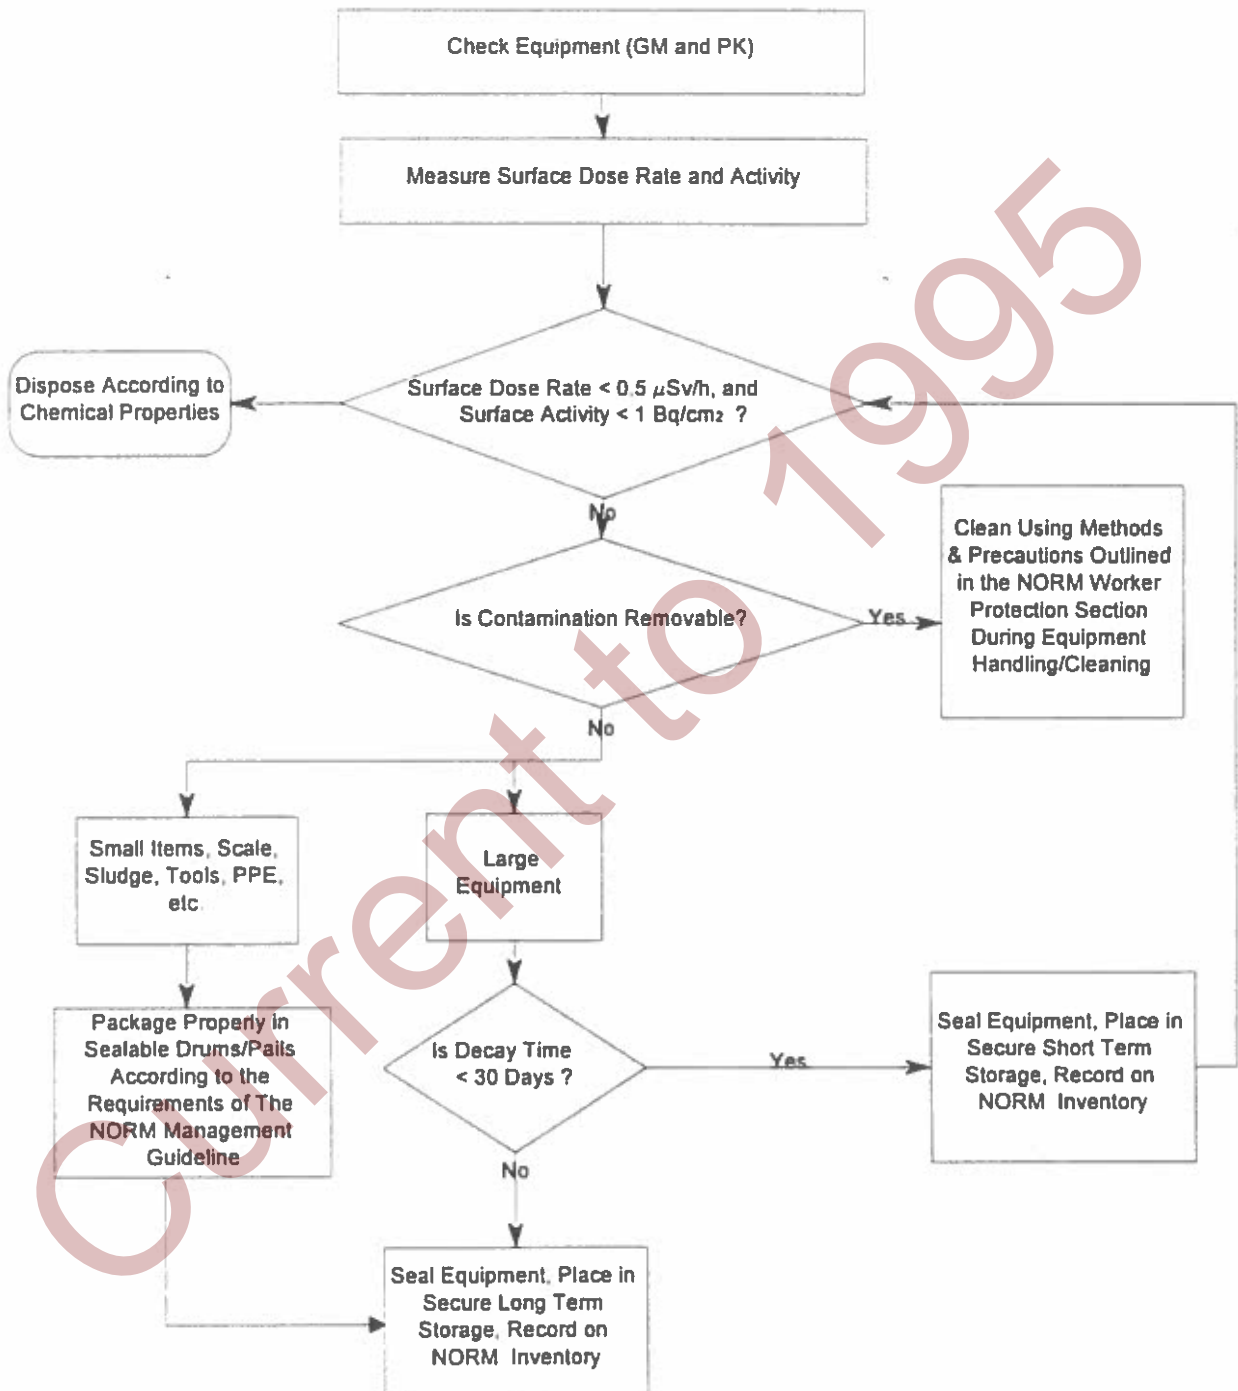 Check Equipment (GM and PK)
Measure Surface Dose Rate and Activity
Surface Dose Rate < 0.5 μSv/h, and
Surface Activity < 1 Bq/cm₂ ?
Dispose According to
Chemical Properties
No
Is Contamination Removable?
Yes
Clean Using Methods
& Precautions Outlined
in the NORM Worker
Protection Section
During Equipment
Handling/Cleaning
No
Small Items, Scale,
Sludge, Tools, PPE,
etc.
Large
Equipment
Package Properly in
Sealable Drums/Pails
According to the
Requirements of The
NORM Management
Guideline
Is Decay Time
< 30 Days ?
Yes
Seal Equipment, Place in
Secure Short Term
Storage, Record on
NORM Inventory
No
Seal Equipment, Place in
Secure Long Term
Storage, Record on
NORM Inventory
Current to 1995